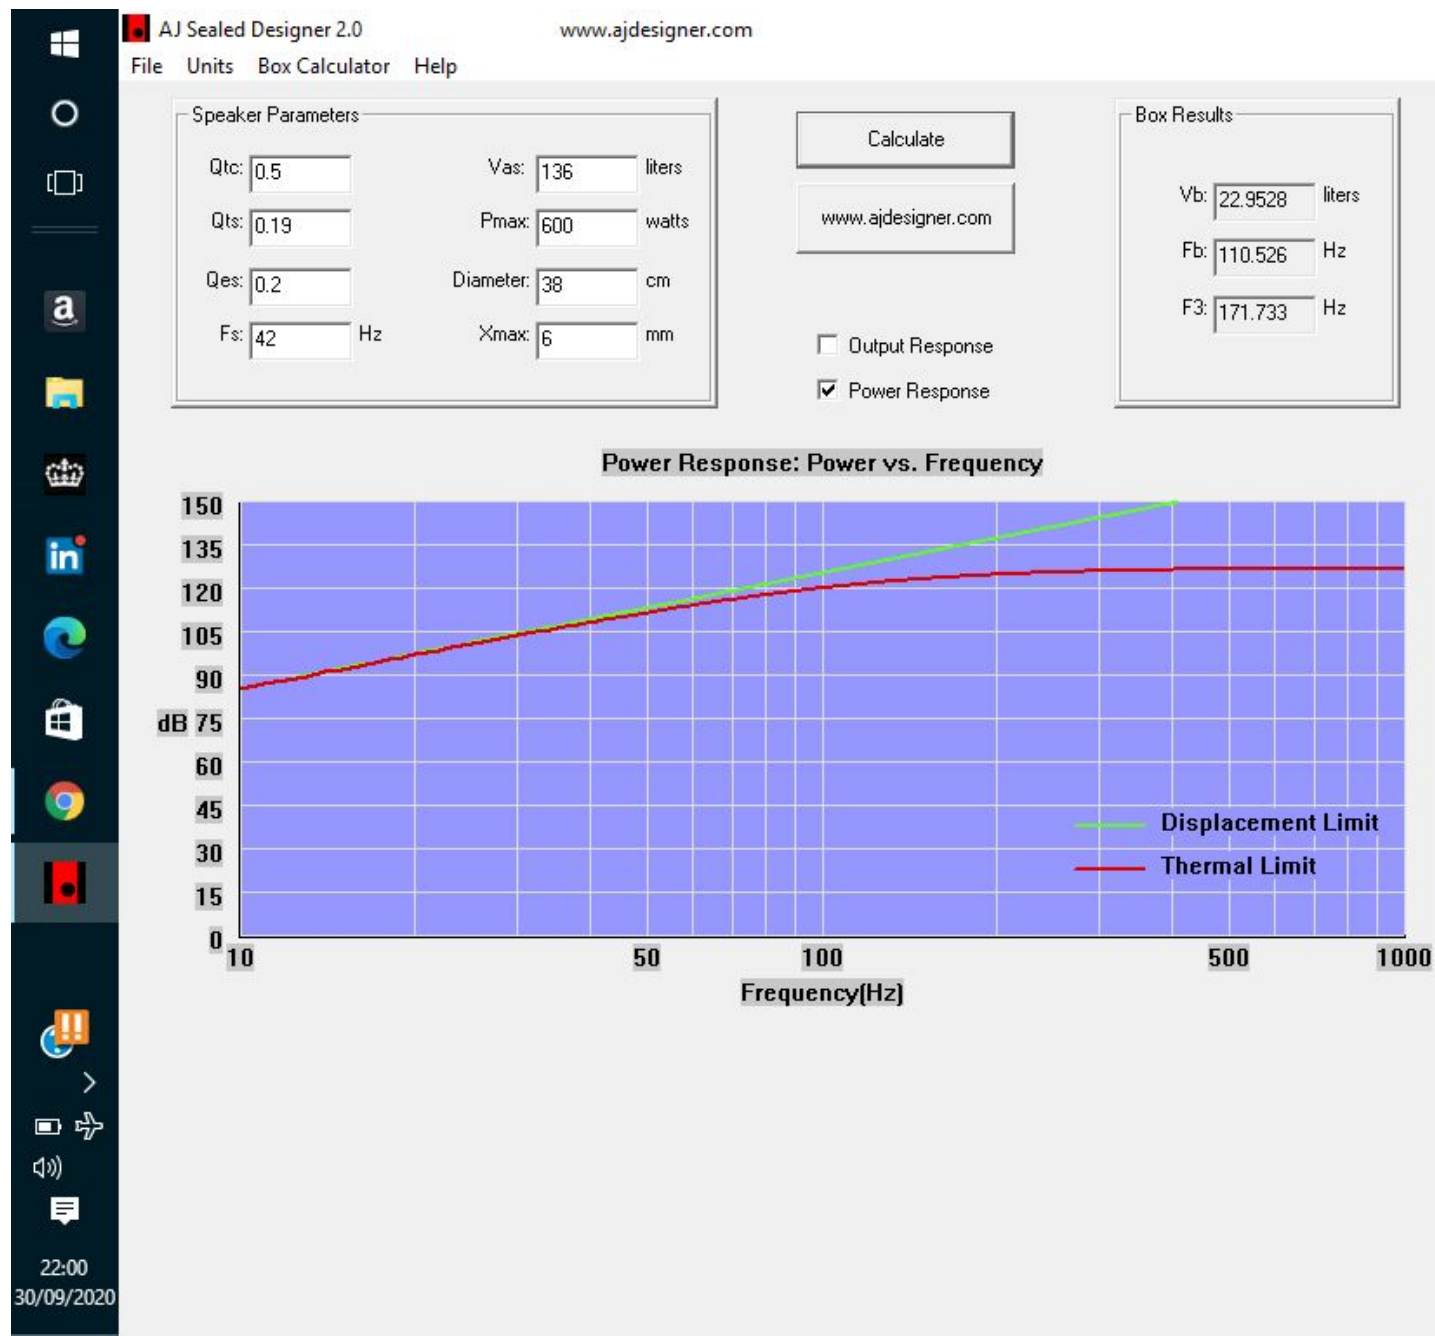 AJ Sealed Designer 2.0 www.ajdesigner.com
File Units Box Calculator Help
Speaker Parameters
Qtc: 0.5 Vas: 136 liters
Qts: 0.19 Pmax: 600 watts
Qes: 0.2 Diameter: 38 cm
Fs: 42 Hz Xmax: 6 mm
Calculate
www.ajdesigner.com
Output Response
Power Response
Box Results
Vb: 22.9528 liters
Fb: 110.526 Hz
F3: 171.733 Hz
Power Response: Power vs. Frequency
150
135
120
105
90
dB 75
60
45
30
15
0
10 50 100 500 1000
Frequency(Hz)
Displacement Limit
Thermal Limit
a
in
22:00
30/09/2020